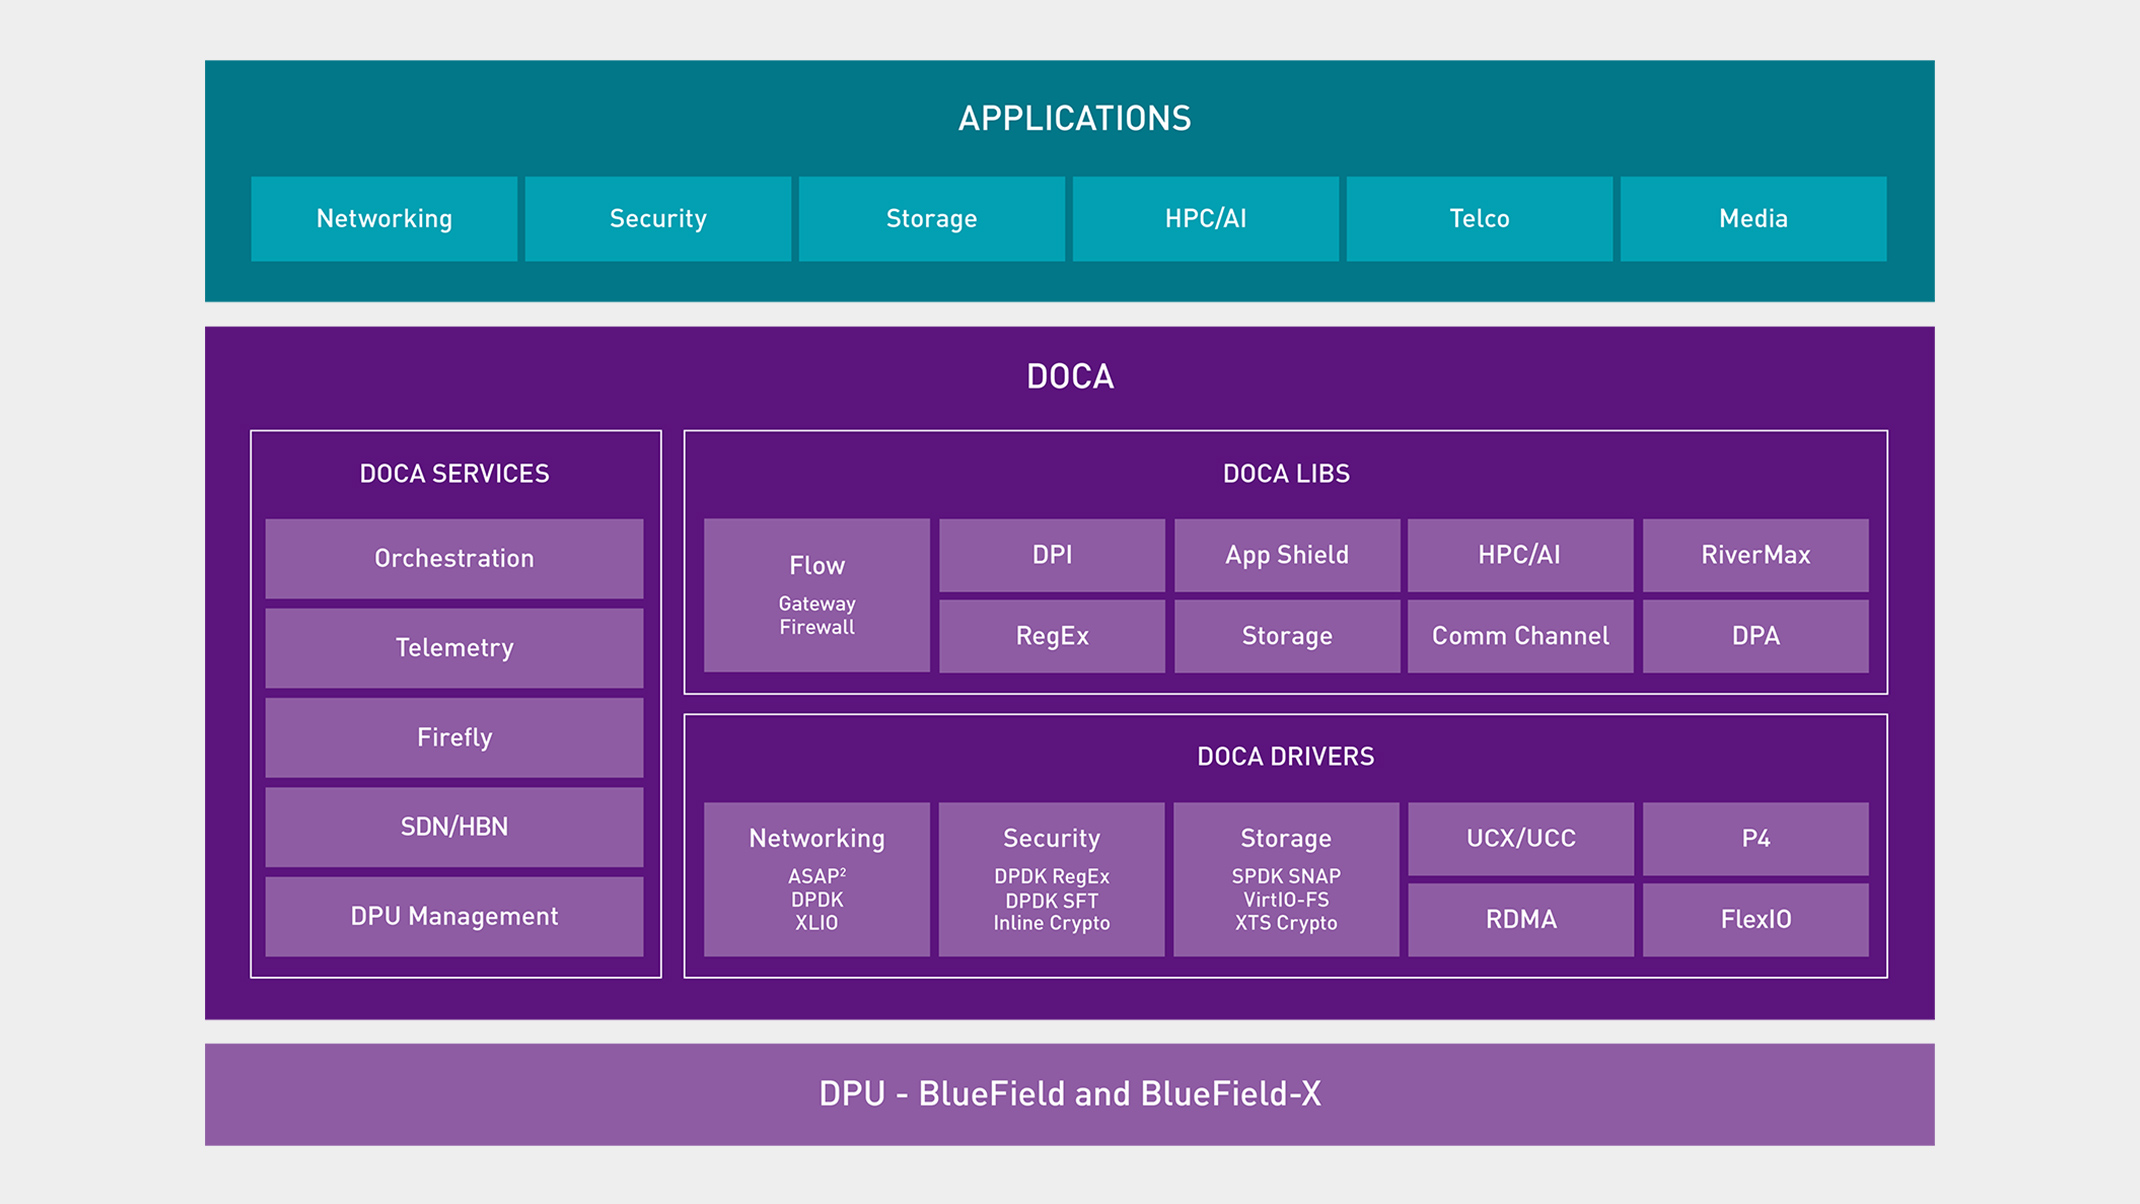 APPLICATIONS
Networking
Security
Storage
HPC/AI
Telco
Media
DOCA
DOCA SERVICES
Orchestration
Telemetry
Firefly
SDN/HBN
DPU Management
DOCA LIBS
Flow
Gateway
Firewall
DPI
App Shield
HPC/AI
RiverMax
RegEx
Storage
Comm Channel
DPA
DOCA DRIVERS
Networking
ASAP²
DPDK
XLIO
Security
DPDK RegEx
DPDK SFT
Inline Crypto
Storage
SPDK SNAP
VirtIO-FS
XTS Crypto
UCX/UCC
P4
RDMA
FlexIO
DPU - BlueField and BlueField-X